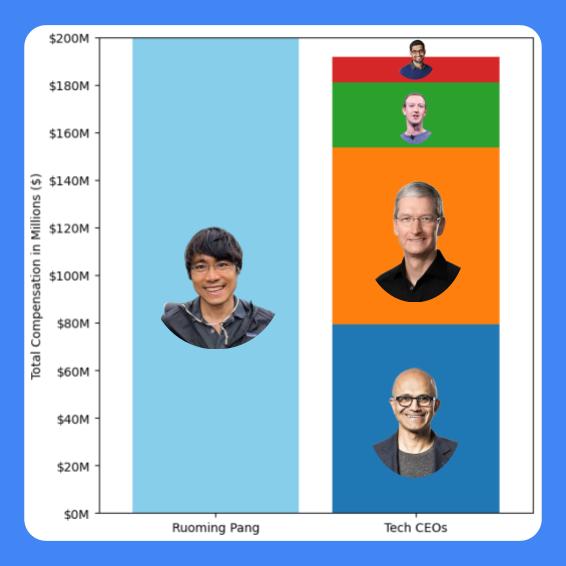 Total Compensation in Millions ($)
$200M
$180M
$160M
$140M
$120M
$100M
$80M
$60M
$40M
$20M
$0M
Ruoming Pang
Tech CEOs